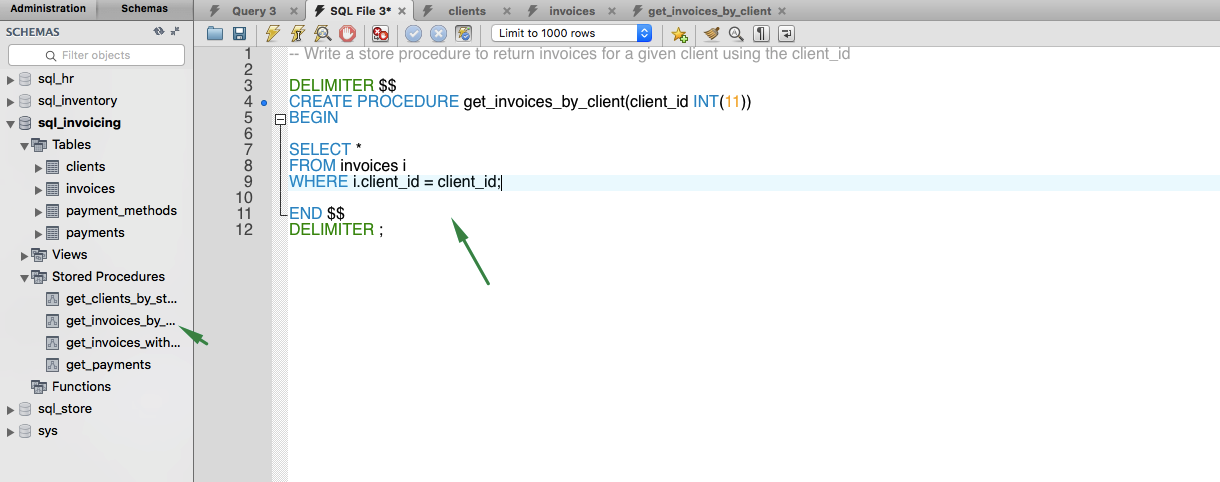 Administration Schemas
SCHEMAS
Filter objects
sql_hr
sql_inventory
sql_invoicing
Tables
clients
invoices
payment_methods
payments
Views
Stored Procedures
get_clients_by_st...
get_invoices_by_...
get_invoices_with...
get_payments
Functions
sql_store
sys
Query 3 SQL File 3* clients invoices get_invoices_by_client
Limit to 1000 rows
1 -- Write a store procedure to return invoices for a given client using the client_id
2
3 DELIMITER $$
4 CREATE PROCEDURE get_invoices_by_client(client_id INT(11))
5 BEGIN
6
7 SELECT *
8 FROM invoices i
9 WHERE i.client_id = client_id;
10
11 END $$
12 DELIMITER ;